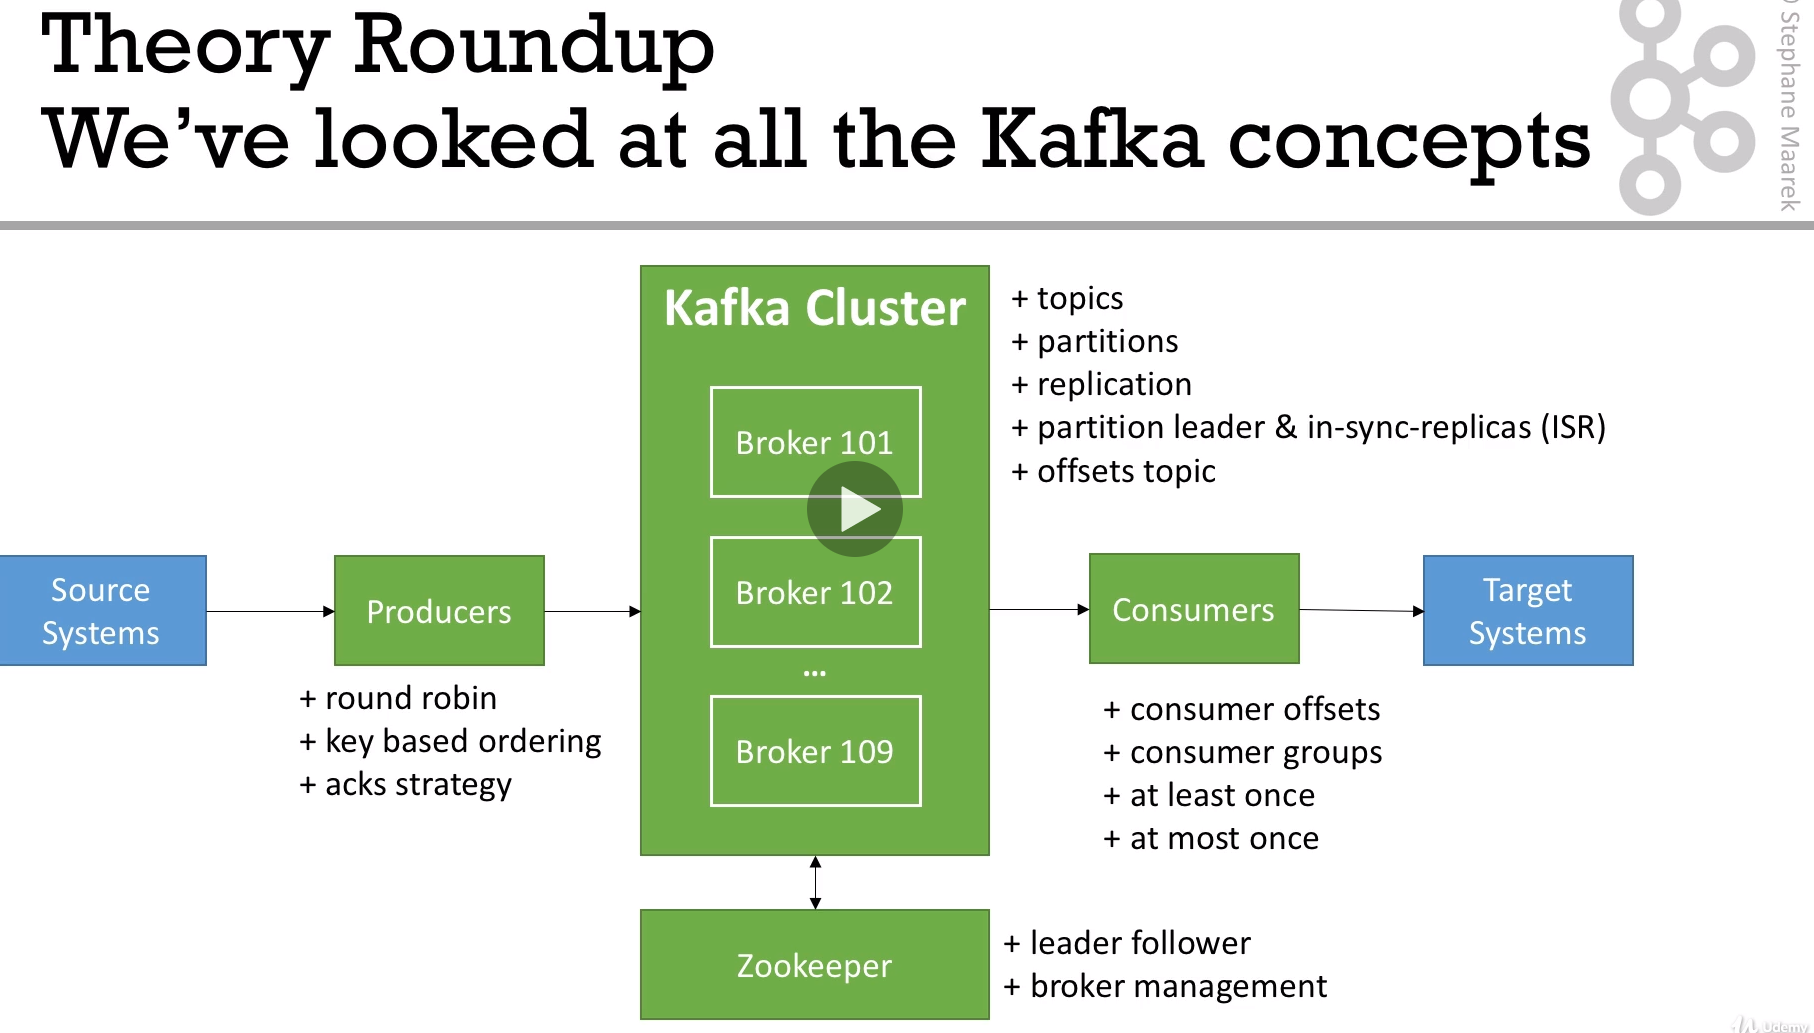 Theory Roundup
We’ve looked at all the Kafka concepts
Stephane Maarek
Kafka Cluster
+ topics
+ partitions
+ replication
+ partition leader & in-sync-replicas (ISR)
+ offsets topic
Broker 101
Broker 102
...
Broker 109
Source
Systems
Producers
+ round robin
+ key based ordering
+ acks strategy
Consumers
+ consumer offsets
+ consumer groups
+ at least once
+ at most once
Target
Systems
Zookeeper
+ leader follower
+ broker management
Udemy